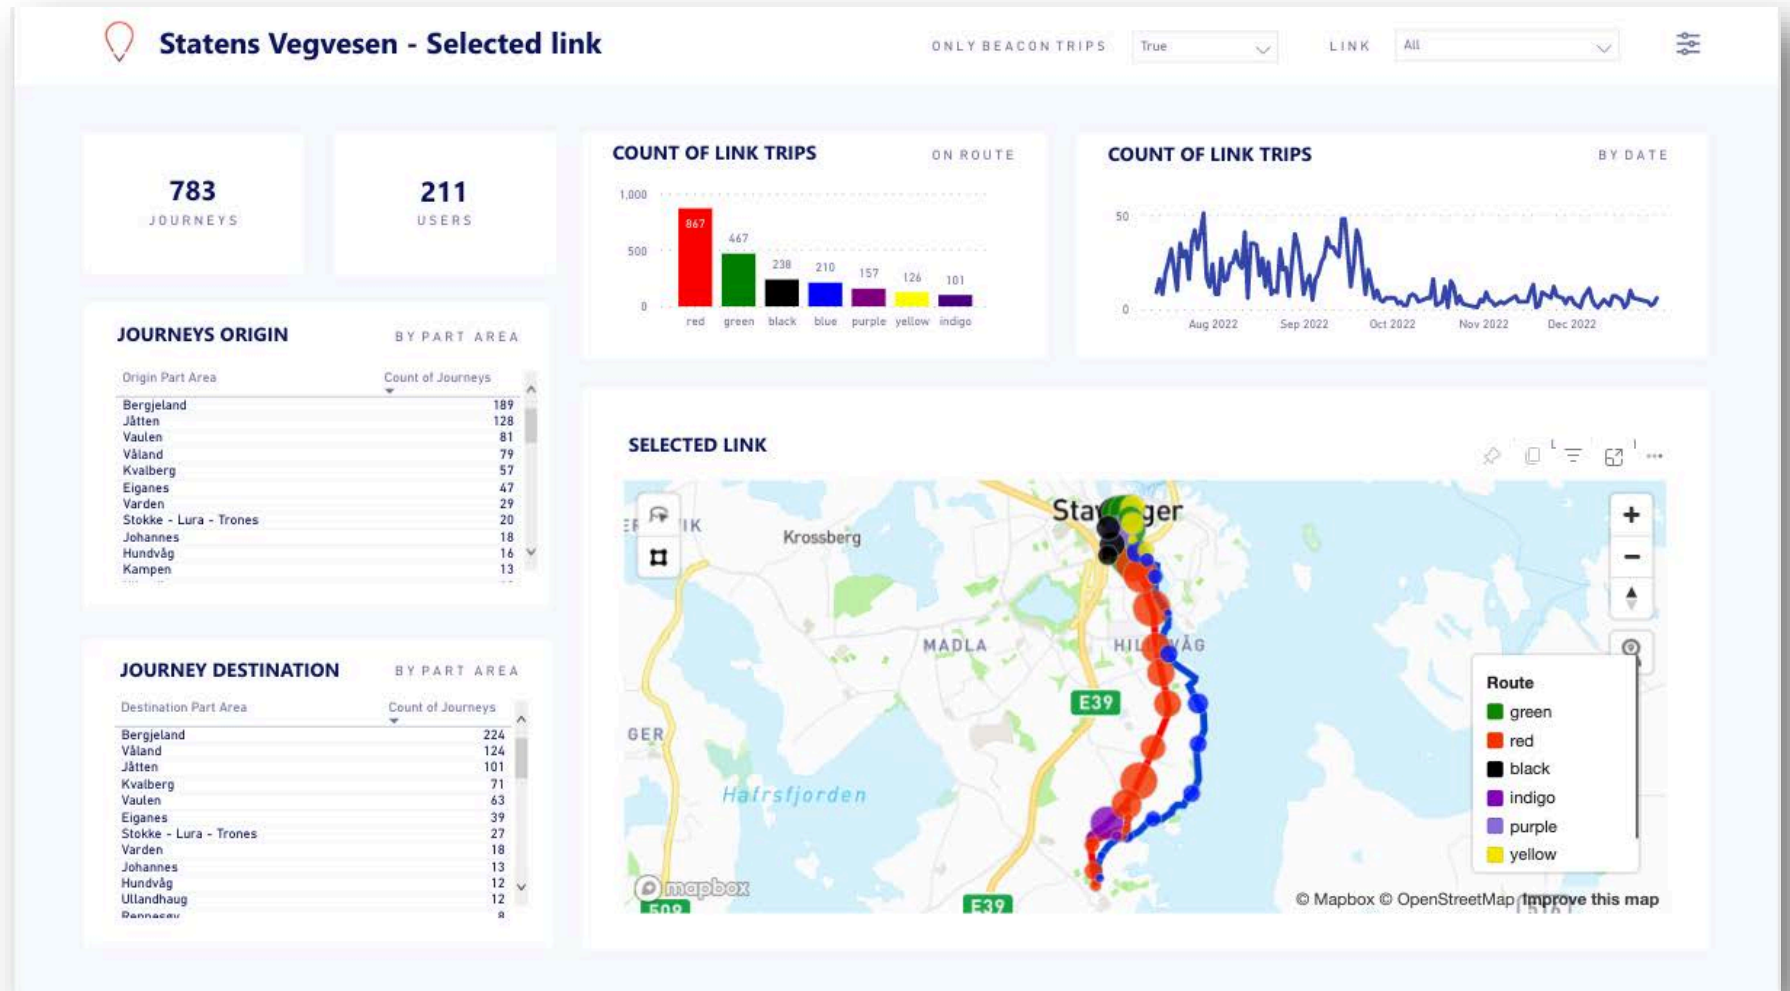 Statens Vegvesen - Selected link
ONLY BEACON TRIPS
True
LINK
All
783
JOURNEYS
211
USERS
COUNT OF LINK TRIPS
ON ROUTE
1,000
500
0
867
467
238
210
157
126
101
red green black blue purple yellow indigo
COUNT OF LINK TRIPS
BY DATE
50
0
Aug 2022 Sep 2022 Oct 2022 Nov 2022 Dec 2022
JOURNEYS ORIGIN
BY PART AREA
Origin Part Area Count of Journeys
Bergjeland 189
Jåtten 128
Vaulen 81
Våland 79
Kvalberg 57
Eiganes 47
Varden 29
Stokke - Lura - Trones 20
Johannes 18
Hundvåg 16
Kampen 13
JOURNEY DESTINATION
BY PART AREA
Destination Part Area Count of Journeys
Bergjeland 224
Våland 124
Jåtten 101
Kvalberg 71
Vaulen 63
Eiganes 39
Stokke - Lura - Trones 27
Varden 18
Johannes 13
Hundvåg 12
Ullandhaug 12
Rennesøy 8
SELECTED LINK
Krossberg
MADLA
E39
GER
Hafrsfjorden
mapbox
509
E39
Route
green
red
black
indigo
purple
yellow
© Mapbox © OpenStreetMap Improve this map